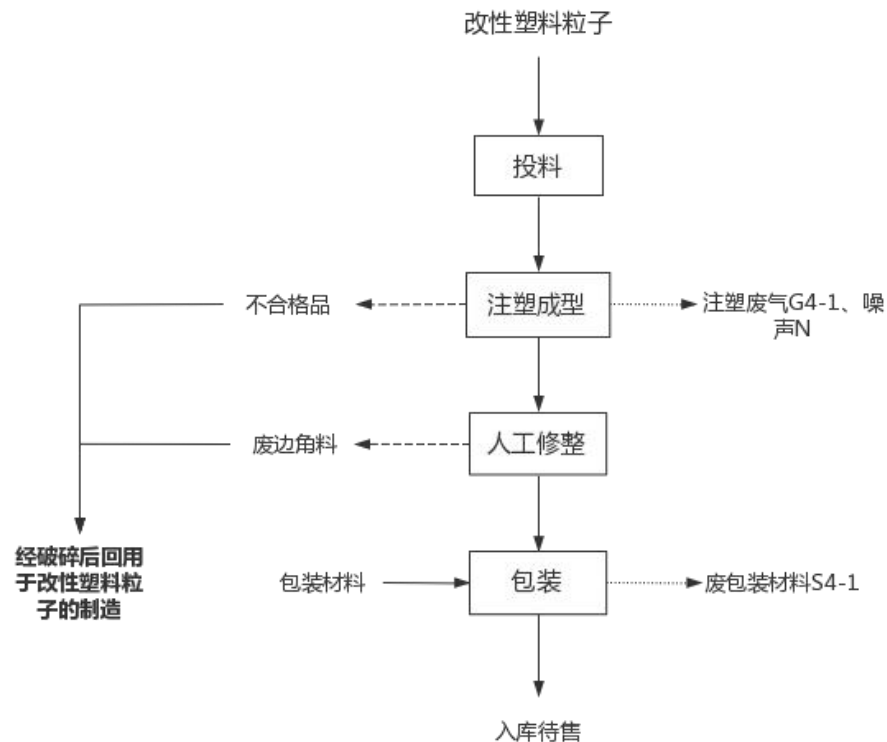 改性塑料粒子
投料
不合格品
注塑成型
注塑废气G4-1、噪
声N
废边角料
人工修整
经破碎后回用
于改性塑料粒
子的制造
包装材料
包装
废包装材料S4-1
入库待售